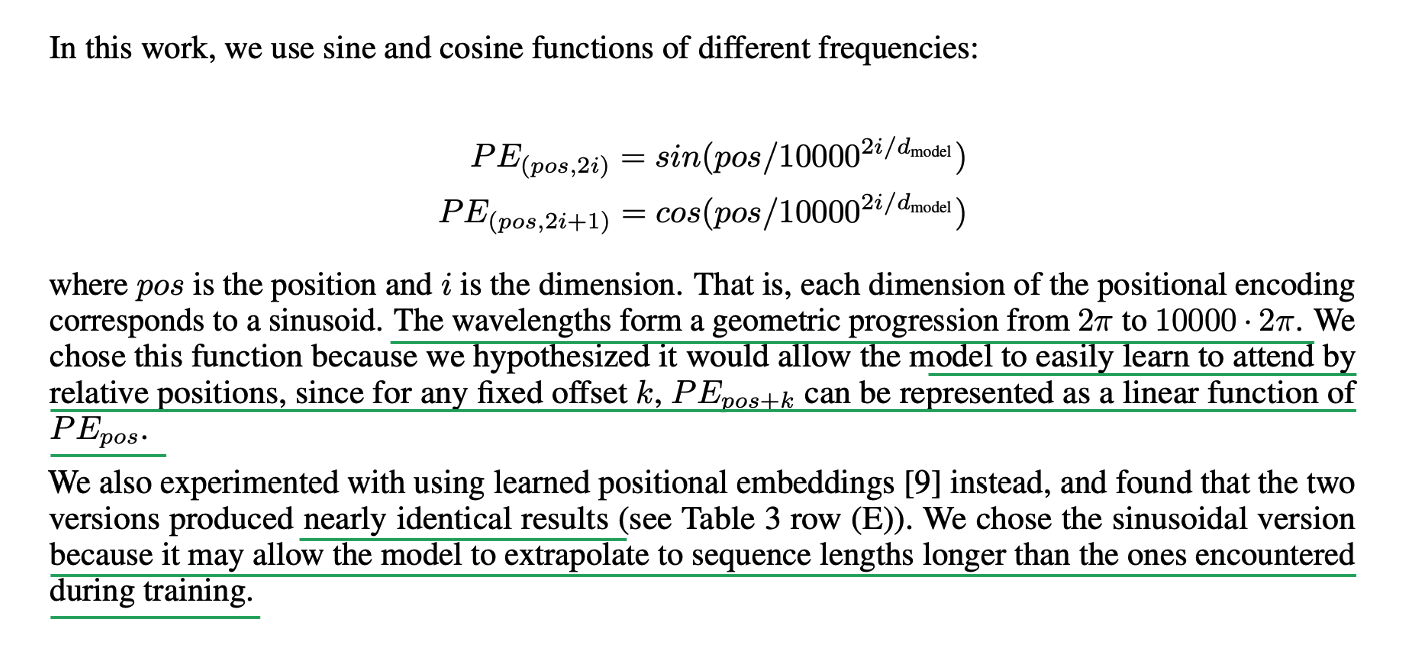 In this work, we use sine and cosine functions of different frequencies:
PE(pos,2i) = sin(pos/10000^2i/dmodel)
PE(pos,2i+1) = cos(pos/10000^2i/dmodel)
where pos is the position and i is the dimension. That is, each dimension of the positional encoding
corresponds to a sinusoid. The wavelengths form a geometric progression from 2π to 10000 · 2π. We
chose this function because we hypothesized it would allow the model to easily learn to attend by
relative positions, since for any fixed offset k, PEpos+k can be represented as a linear function of
PEpos.
We also experimented with using learned positional embeddings [9] instead, and found that the two
versions produced nearly identical results (see Table 3 row (E)). We chose the sinusoidal version
because it may allow the model to extrapolate to sequence lengths longer than the ones encountered
during training.